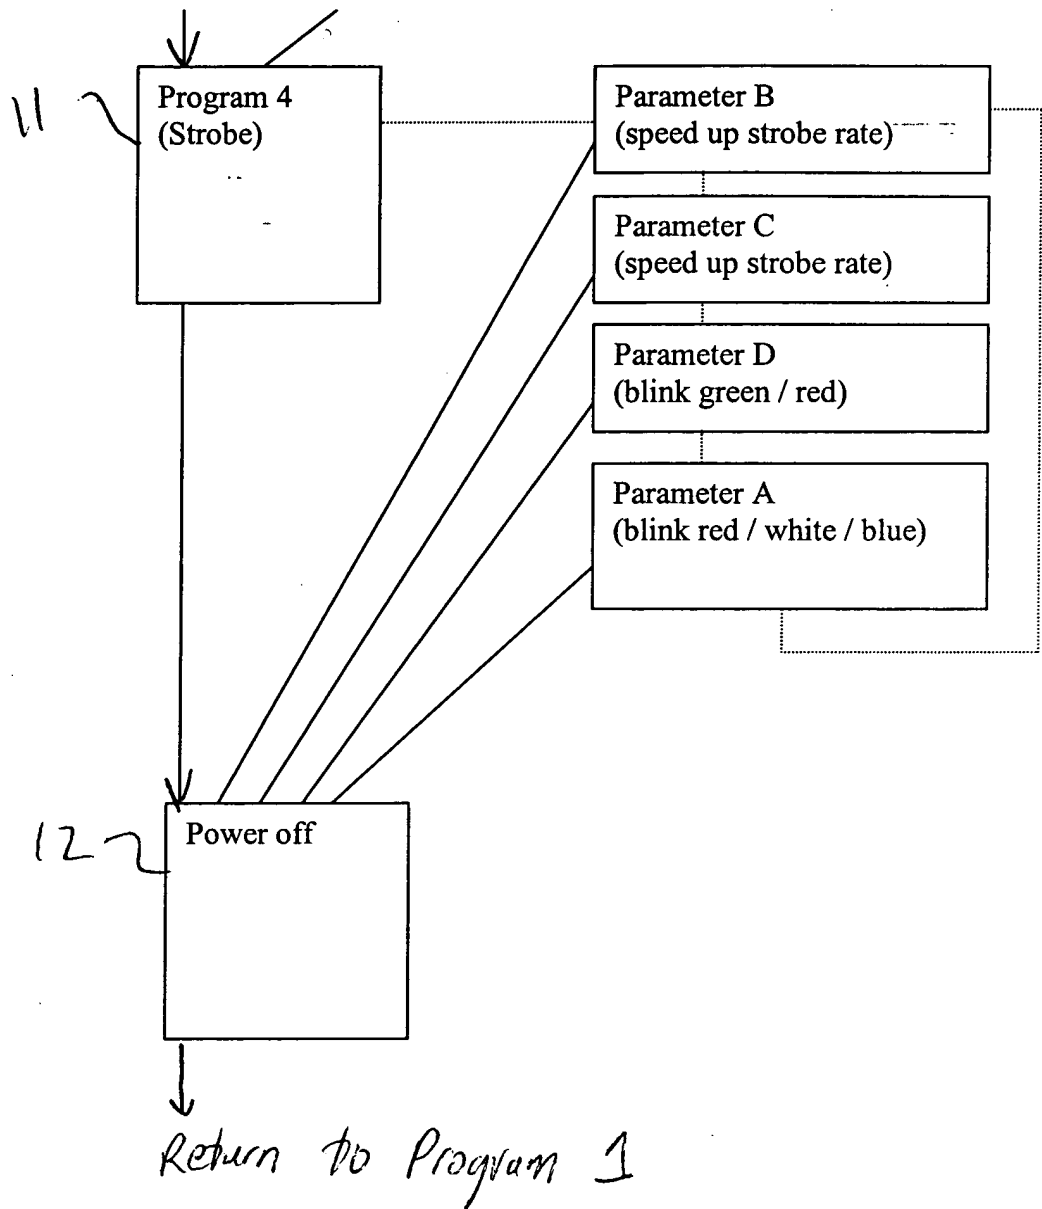 11
Program 4
(Strobe)
Parameter B
(speed up strobe rate)
Parameter C
(speed up strobe rate)
Parameter D
(blink green / red)
Parameter A
(blink red / white / blue)
12
Power off
Return to Program 1